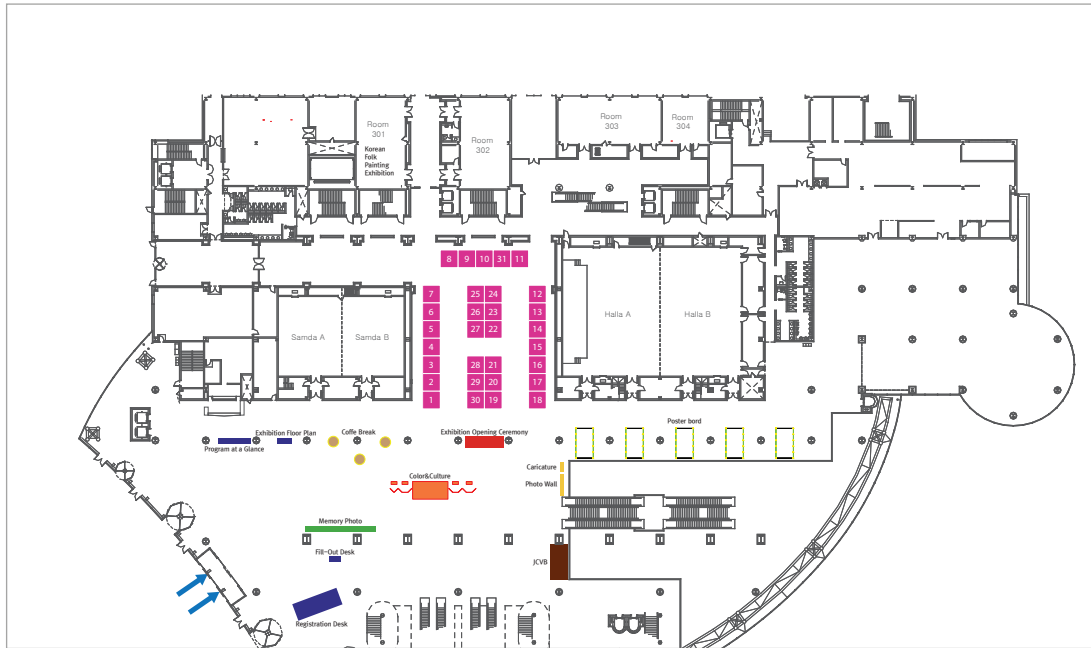 Room
301
Korean
Folk
Painting
Exhibition
Room
302
Room
303
Room
304
8 9 10 31 11
7 25 24 12
6 26 23 13
5 27 22 14
4 15
3 28 21 16
2 29 20 17
1 30 19 18
Samda A
Samda B
Halla A
Halla B
Program at a Glance
Exhibition Floor Plan
Coffe Break
Exhibition Opening Ceremony
Poster bord
Caricature
Photo Wall
Color&Culture
Memory Photo
Fill-Out Desk
JCVB
Registration Desk